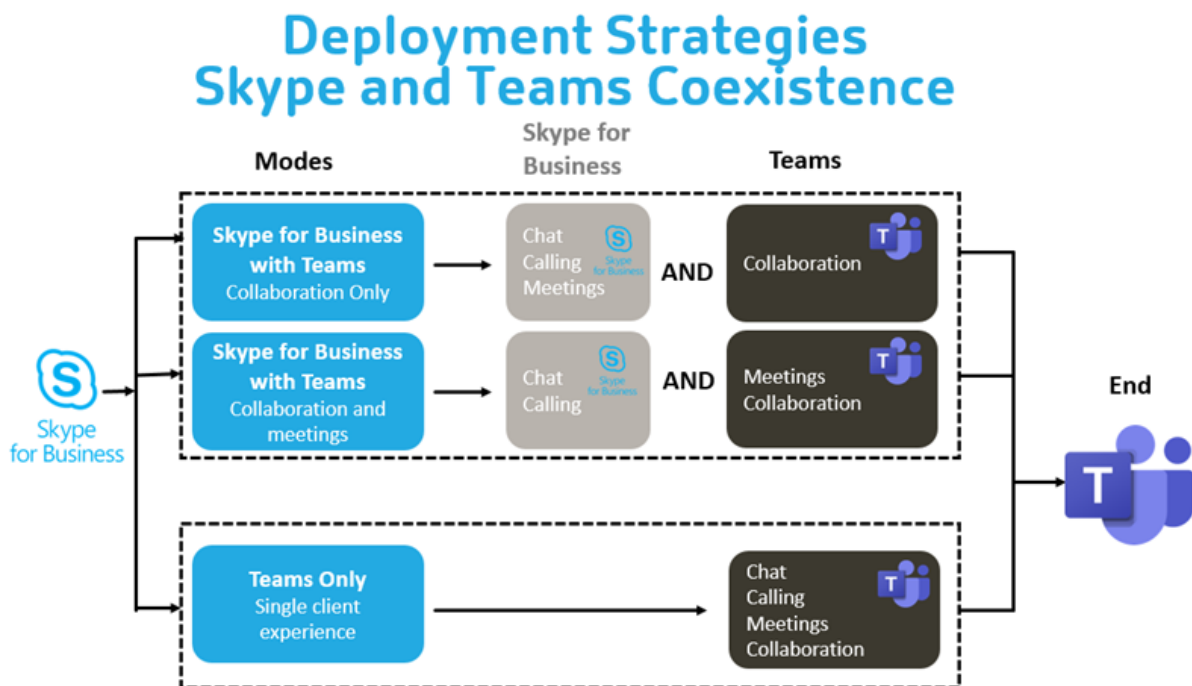 Deployment Strategies
Skype and Teams Coexistence
Modes
Skype for
Business
Teams
Skype for Business
with Teams
Collaboration Only
Chat
Calling
Meetings
S
Skype
for Business
AND
Collaboration
T
Skype for Business
with Teams
Collaboration and
meetings
Chat
Calling
S
Skype
for Business
AND
Meetings
Collaboration
T
S
Skype
for Business
End
T
Teams Only
Single client
experience
Chat
Calling
Meetings
Collaboration
T